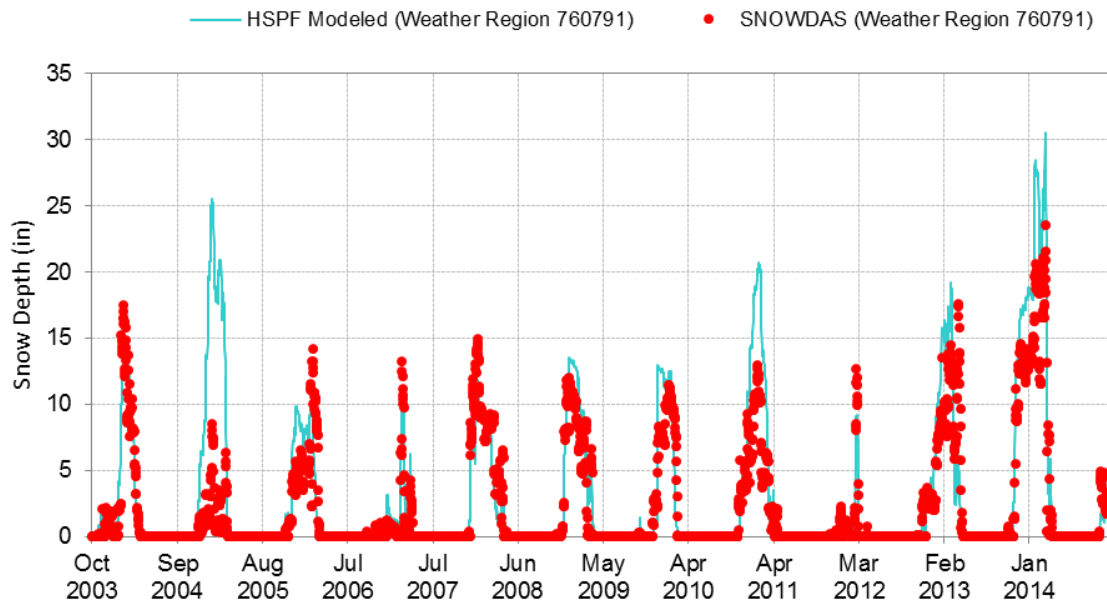 HSPF Modeled (Weather Region 760791) SNOWDAS (Weather Region 760791)
35
30
25
20
15
10
5
0
Snow Depth (in)
Oct Sep Aug Jul Jul Jun May Apr Apr Mar Feb Jan
2003 2004 2005 2006 2007 2008 2009 2010 2011 2012 2013 2014